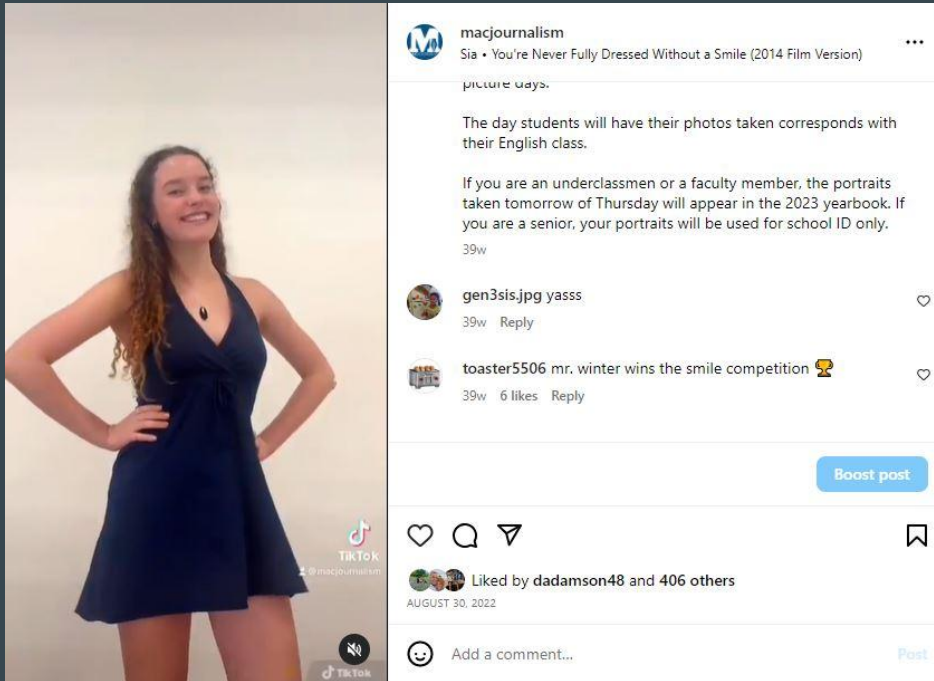 macjournalism
Sia • You're Never Fully Dressed Without a Smile (2014 Film Version)
picture days.
The day students will have their photos taken corresponds with
their English class.
If you are an underclassmen or a faculty member, the portraits
taken tomorrow of Thursday will appear in the 2023 yearbook. If
you are a senior, your portraits will be used for school ID only.
39w
gen3sis.jpg yasss
39w Reply
toaster5506 mr. winter wins the smile competition 🏆
39w 6 likes Reply
Boost post
TikTok
@macjournalism
TikTok
Liked by dadamson48 and 406 others
AUGUST 30, 2022
Add a comment...
Post